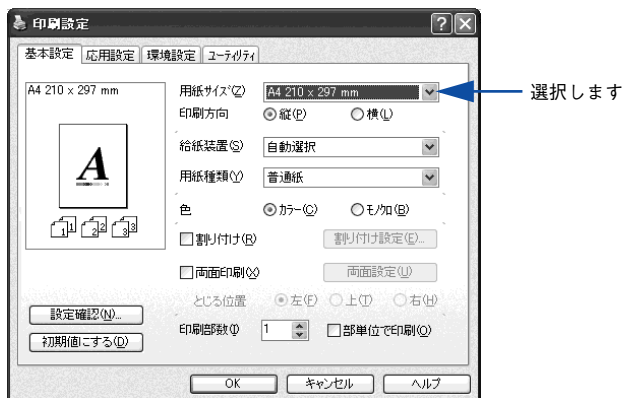 印刷設定
基本設定 応用設定 環境設定 ユーティリティ
A4 210 x 297 mm
用紙サイズ(Z) A4 210 x 297 mm
選択します
印刷方向 縦(P) 横(L)
給紙装置(S) 自動選択
用紙種類(Y) 普通紙
A
色 カラー(C) モノクロ(B)
1 1 2 2 3 3
割り付け(R) 割り付け設定(E)...
両面印刷(X) 両面設定(U)
とじる位置 左(F) 上(T) 右(H)
設定確認(N)...
印刷部数(I) 1 部単位で印刷(O)
初期値にする(D)
OK キャンセル ヘルプ